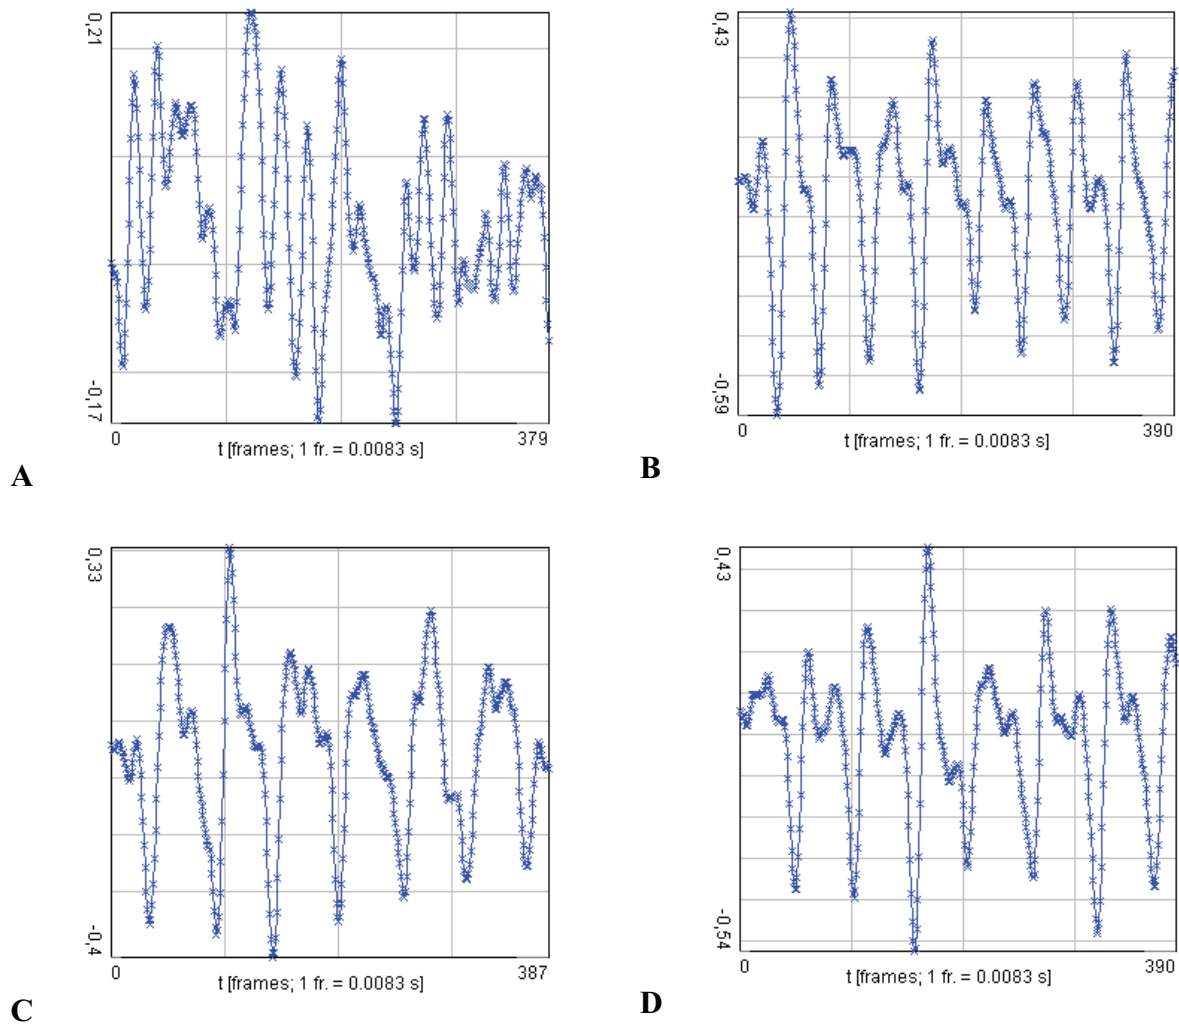 0,21
-0,17
0
379
t [frames; 1 fr. = 0.0083 s]
A
0,43
-0,59
0
390
t [frames; 1 fr. = 0.0083 s]
B
0,33
-0,4
0
387
t [frames; 1 fr. = 0.0083 s]
C
0,43
-0,54
0
390
t [frames; 1 fr. = 0.0083 s]
D